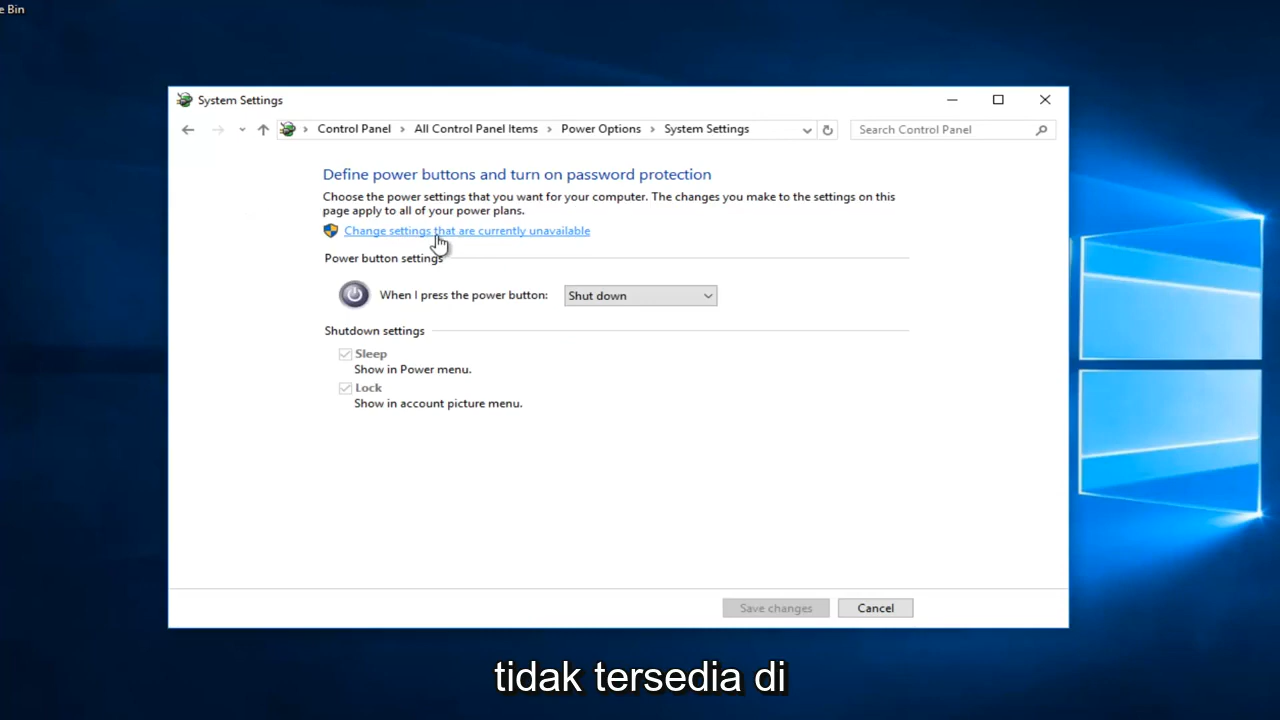 e Bin
System Settings
Control Panel > All Control Panel Items > Power Options > System Settings
Search Control Panel
Define power buttons and turn on password protection
Choose the power settings that you want for your computer. The changes you make to the settings on this
page apply to all of your power plans.
Change settings that are currently unavailable
Power button settings
When I press the power button: Shut down
Shutdown settings
Sleep
Show in Power menu.
Lock
Show in account picture menu.
Save changes Cancel
tidak tersedia di